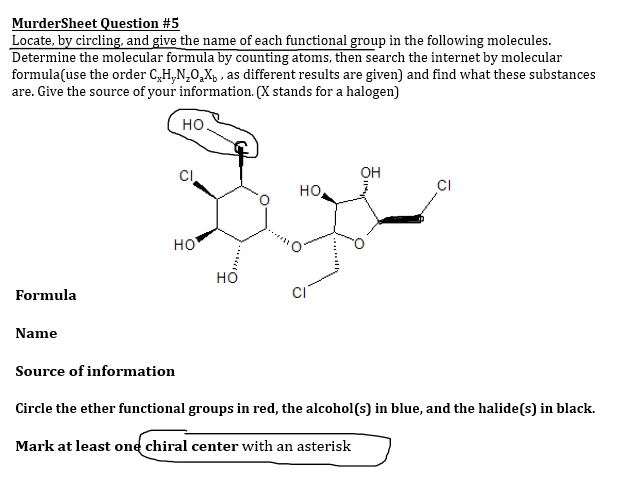 MurderSheet Question #5
Locate, by circling, and give the name of each functional group in the following molecules.
Determine the molecular formula by counting atoms, then search the internet by molecular
formula(use the order CxHyNzOaXb , as different results are given) and find what these substances
are. Give the source of your information. (X stands for a halogen)
HO
C
Cl
O
HO
OH
Cl
HO
O
O
HO
Cl
Formula
Name
Source of information
Circle the ether functional groups in red, the alcohol(s) in blue, and the halide(s) in black.
Mark at least one chiral center with an asterisk